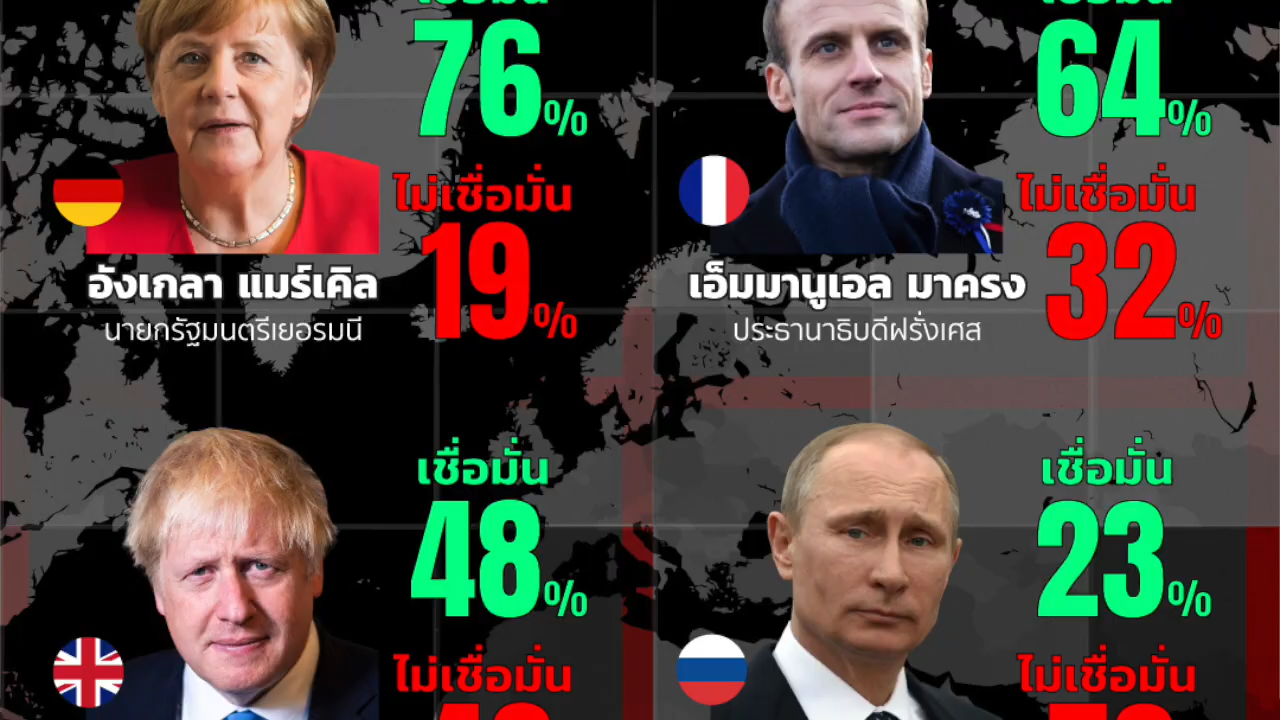 76%
64%
ไม่เชื่อมั่น
ไม่เชื่อมั่น
19%
32%
อังเกลา แมร์เคิล
เอ็มมานูเอล มาครง
นายกรัฐมนตรีเยอรมนี
ประธานาธิบดีฝรั่งเศส
เชื่อมั่น
เชื่อมั่น
48%
23%
ไม่เชื่อมั่น
ไม่เชื่อมั่น